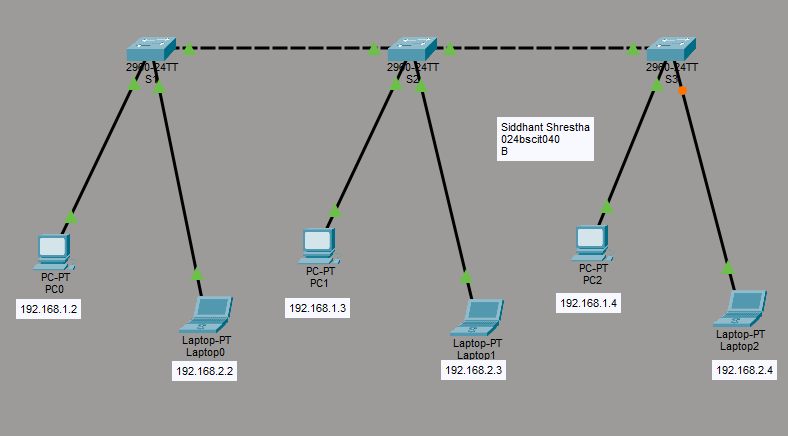 2960-24TT
S1
2960-24TT
S2
2960-24TT
S3
Siddhant Shrestha
024bscit040
B
PC-PT
PC0
192.168.1.2
PC-PT
PC1
192.168.1.3
PC-PT
PC2
192.168.1.4
Laptop-PT
Laptop0
192.168.2.2
Laptop-PT
Laptop1
192.168.2.3
Laptop-PT
Laptop2
192.168.2.4